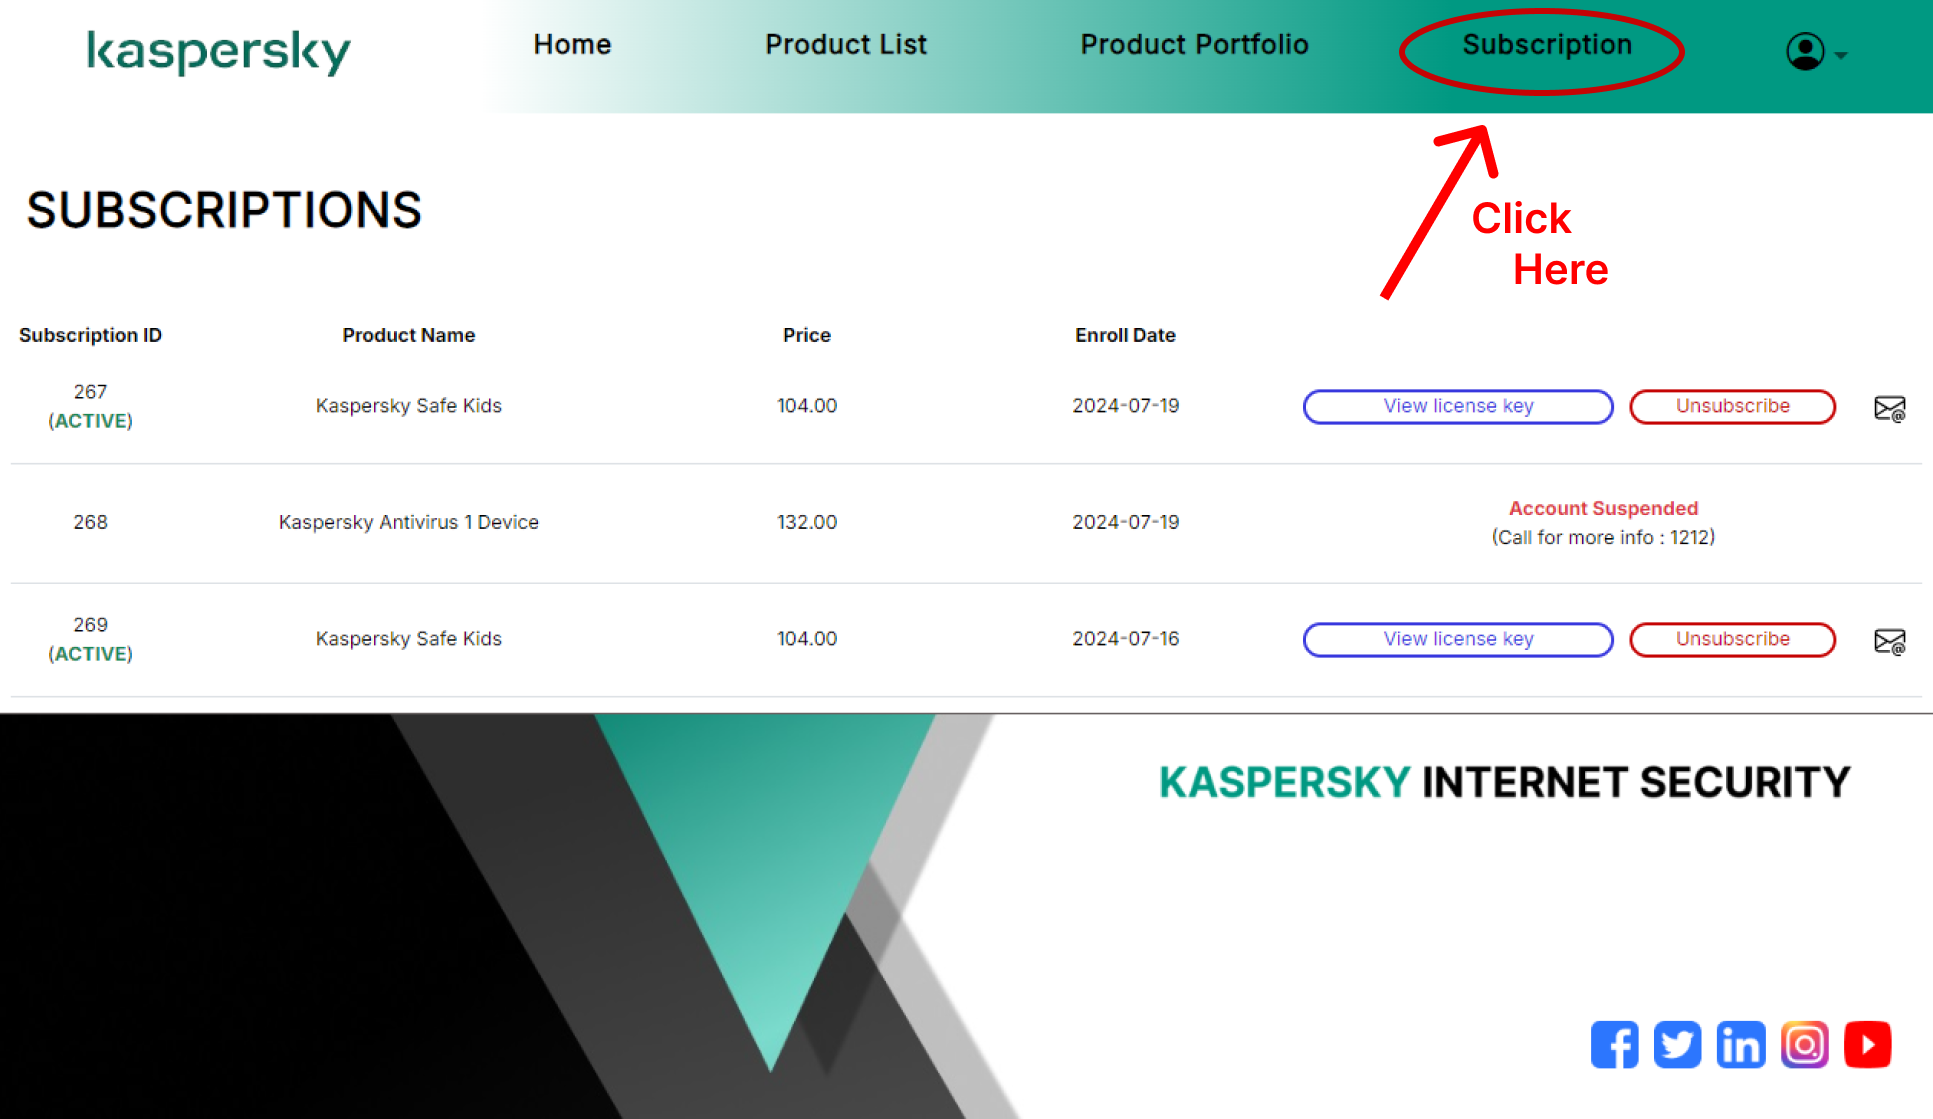 kaspersky
Home
Product List
Product Portfolio
Subscription
Click
Here
SUBSCRIPTIONS
Subscription ID Product Name Price Enroll Date
267
(ACTIVE)
Kaspersky Safe Kids 104.00 2024-07-19 View license key Unsubscribe
268 Kaspersky Antivirus 1 Device 132.00 2024-07-19
Account Suspended
(Call for more info : 1212)
269
(ACTIVE)
Kaspersky Safe Kids 104.00 2024-07-16 View license key Unsubscribe
KASPERSKY INTERNET SECURITY